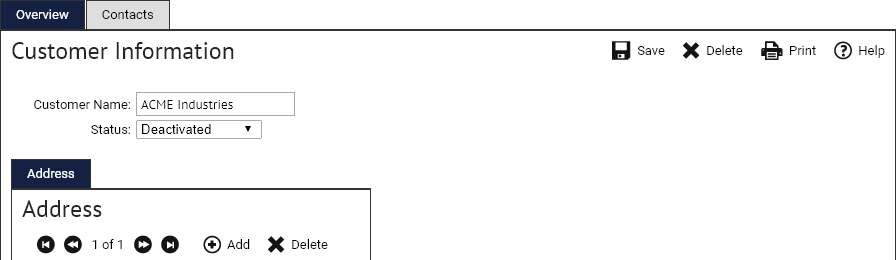 Overview Contacts
Customer Information Save Delete Print Help
Customer Name: ACME Industries
Status: Deactivated
Address
Address
1 of 1 Add Delete